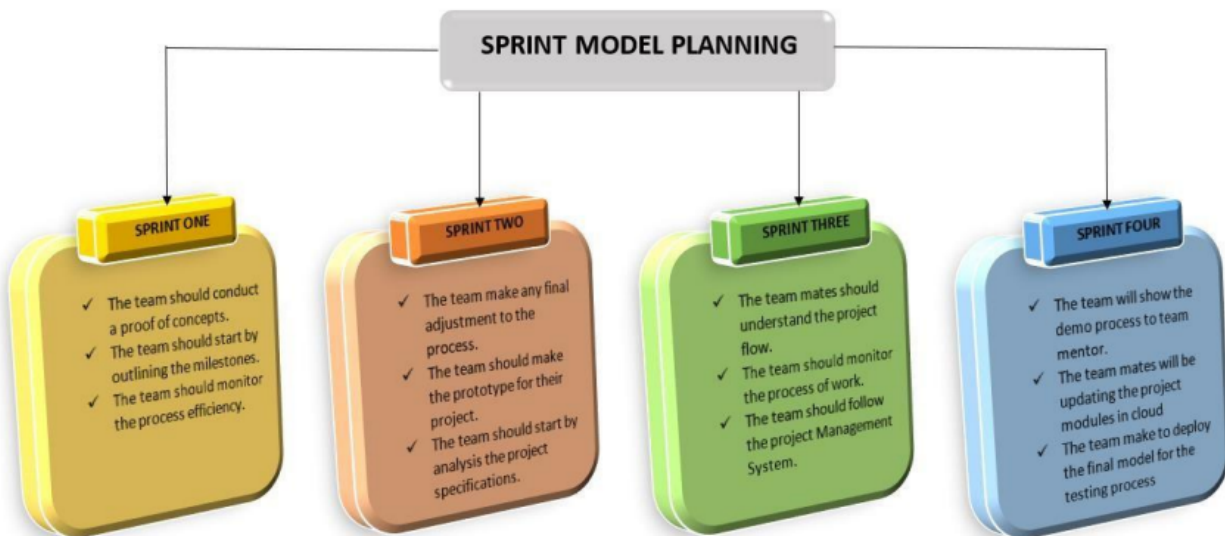 SPRINT MODEL PLANNING
SPRINT ONE
✓ The team should conduct
a proof of concepts.
✓ The team should start by
outlining the milestones.
✓ The team should monitor
the process efficiency.
SPRINT TWO
✓ The team make any final
adjustment to the
process.
✓ The team should make
the prototype for their
project.
✓ The team should start by
analysis the project
specifications.
SPRINT THREE
✓ The team mates should
understand the project
flow.
✓ The team should monitor
the process of work.
✓ The team should follow
the project Management
System.
SPRINT FOUR
✓ The team will show the
demo process to team
mentor.
✓ The team mates will be
updating the project
modules in cloud
✓ The team make to deploy
the final model for the
testing process